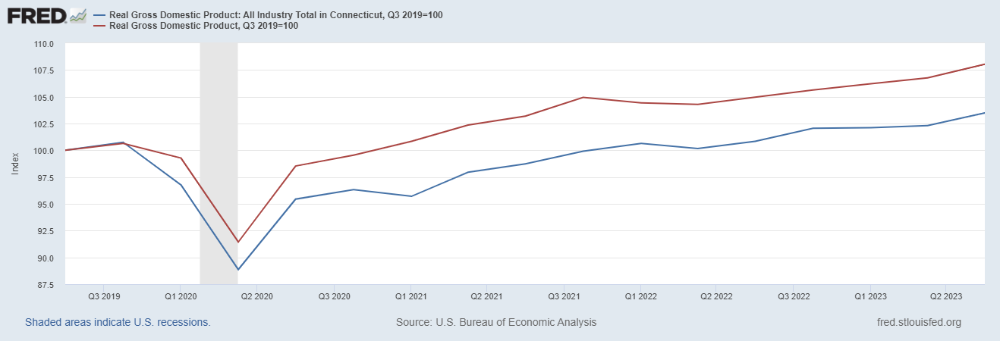 FRED
Real Gross Domestic Product: All Industry Total in Connecticut, Q3 2019=100
Real Gross Domestic Product, Q3 2019=100
110.0
107.5
105.0
102.5
100.0
97.5
95.0
92.5
90.0
87.5
Index
Q3 2019 Q1 2020 Q2 2020 Q3 2020 Q1 2021 Q2 2021 Q3 2021 Q1 2022 Q2 2022 Q3 2022 Q1 2023 Q2 2023
Shaded areas indicate U.S. recessions. Source: U.S. Bureau of Economic Analysis fred.stlouisfed.org